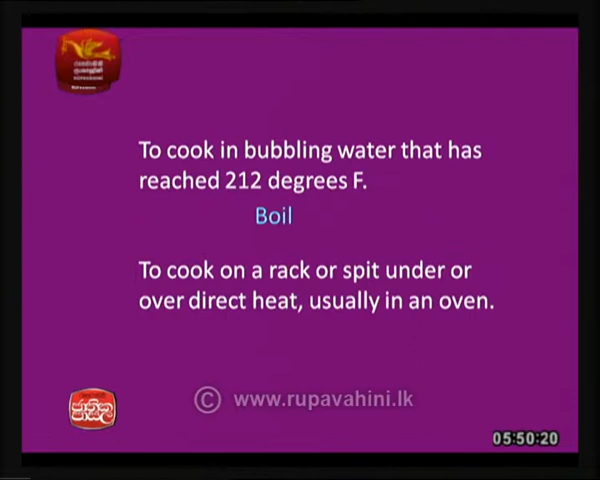 To cook in bubbling water that has
reached 212 degrees F.
Boil
To cook on a rack or spit under or
over direct heat, usually in an oven.
ජාතික
පාසල
© www.rupavahini.lk
05:50:20